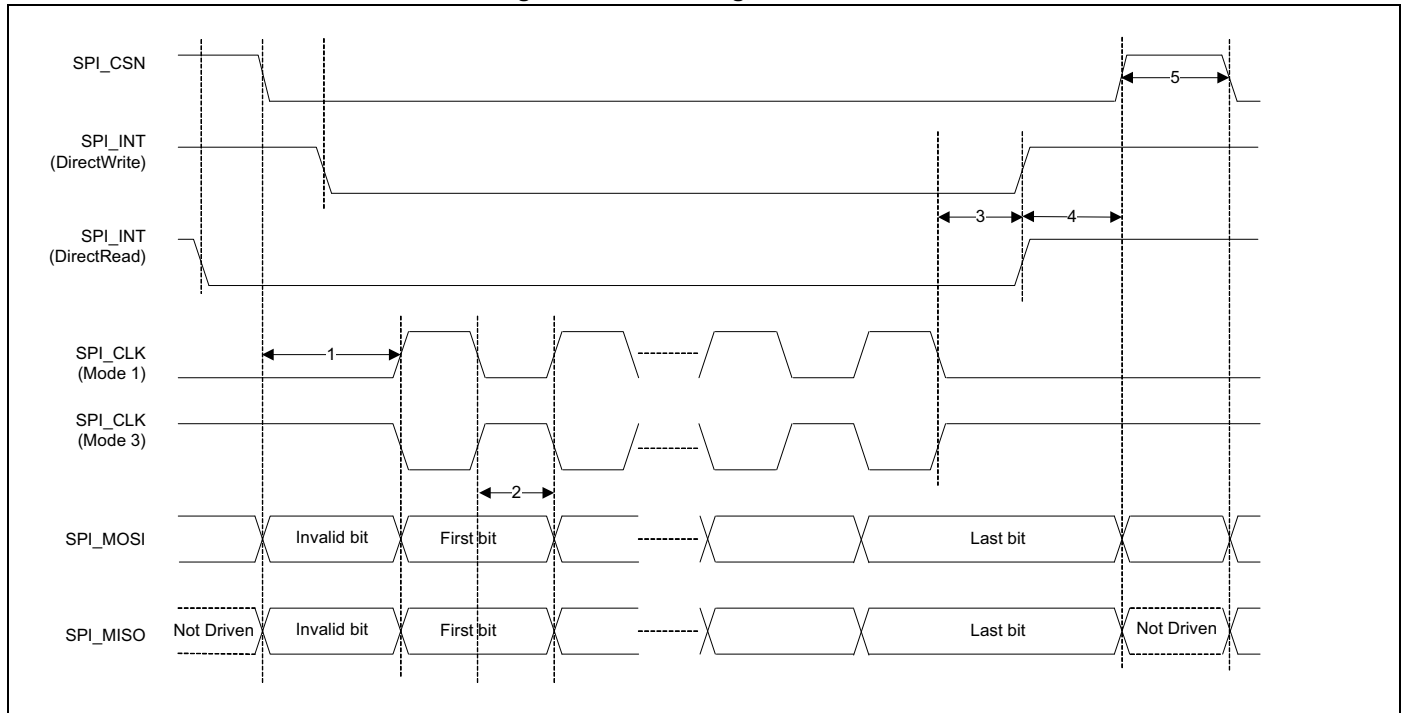 SPI_CSN
5
SPI_INT
(DirectWrite)
3
4
SPI_INT
(DirectRead)
SPI_CLK
(Mode 1)
1
SPI_CLK
(Mode 3)
2
SPI_MOSI
Invalid bit
First bit
Last bit
SPI_MISO
Not Driven
Invalid bit
First bit
Last bit
Not Driven